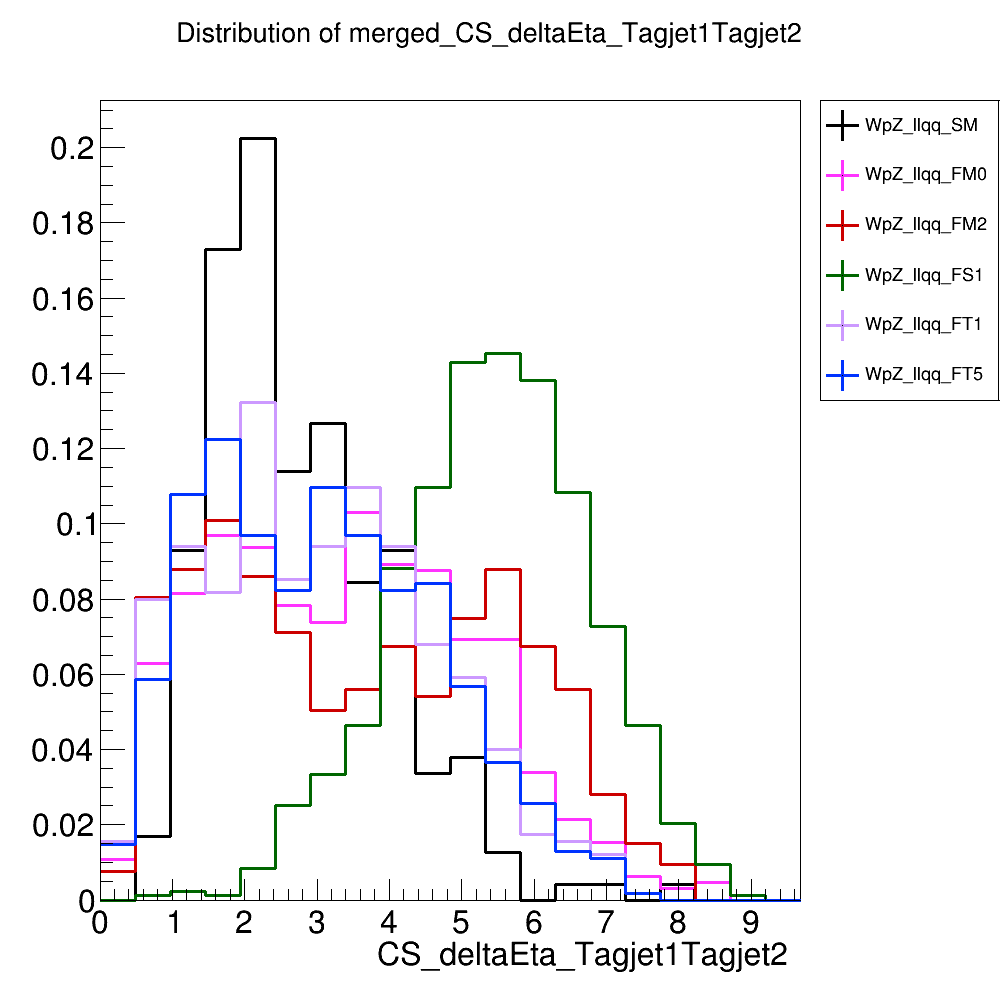 Distribution of merged_CS_deltaEta_Tagjet1Tagjet2
WpZ_llqq_SM
WpZ_llqq_FM0
WpZ_llqq_FM2
WpZ_llqq_FS1
WpZ_llqq_FT1
WpZ_llqq_FT5
0.2
0.18
0.16
0.14
0.12
0.1
0.08
0.06
0.04
0.02
0
0 1 2 3 4 5 6 7 8 9
CS_deltaEta_Tagjet1Tagjet2